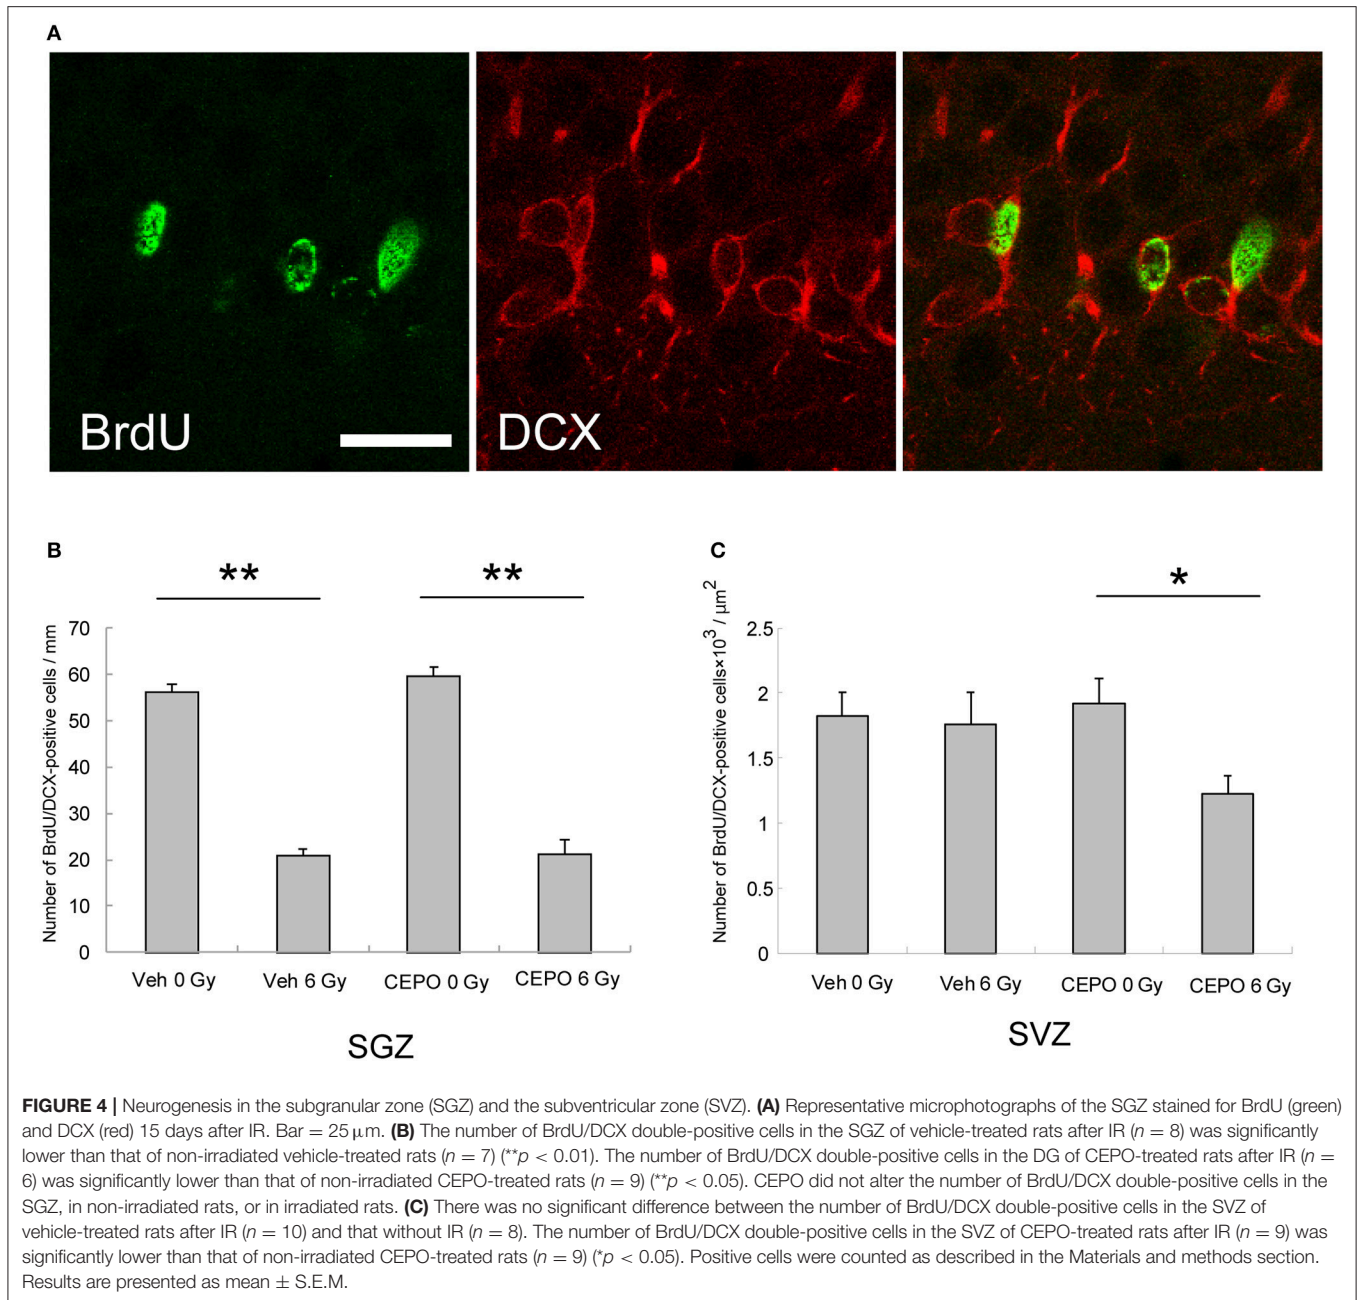 A
BrdU
DCX
B
**
**
Number of BrdU/DCX-positive cells / mm
70
60
50
40
30
20
10
0
Veh 0 Gy
Veh 6 Gy
CEPO 0 Gy
CEPO 6 Gy
SGZ
C
*
Number of BrdU/DCX-positive cells×10³ / µm²
2.5
2
1.5
1
0.5
0
Veh 0 Gy
Veh 6 Gy
CEPO 0 Gy
CEPO 6 Gy
SVZ
FIGURE 4 | Neurogenesis in the subgranular zone (SGZ) and the subventricular zone (SVZ). (A) Representative microphotographs of the SGZ stained for BrdU (green)
and DCX (red) 15 days after IR. Bar = 25 µm. (B) The number of BrdU/DCX double-positive cells in the SGZ of vehicle-treated rats after IR (n = 8) was significantly
lower than that of non-irradiated vehicle-treated rats (n = 7) (**p < 0.01). The number of BrdU/DCX double-positive cells in the DG of CEPO-treated rats after IR (n =
6) was significantly lower than that of non-irradiated CEPO-treated rats (n = 9) (**p < 0.05). CEPO did not alter the number of BrdU/DCX double-positive cells in the
SGZ, in non-irradiated rats, or in irradiated rats. (C) There was no significant difference between the number of BrdU/DCX double-positive cells in the SVZ of
vehicle-treated rats after IR (n = 10) and that without IR (n = 8). The number of BrdU/DCX double-positive cells in the SVZ of CEPO-treated rats after IR (n = 9) was
significantly lower than that of non-irradiated CEPO-treated rats (n = 9) (*p < 0.05). Positive cells were counted as described in the Materials and methods section.
Results are presented as mean ± S.E.M.